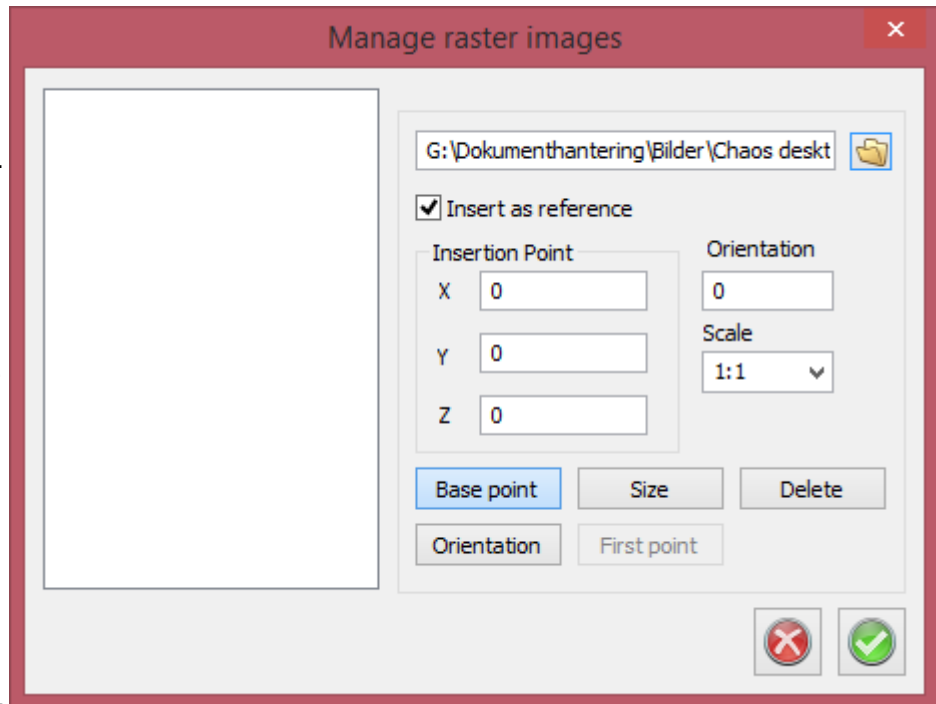 Manage raster images
G:\Dokumenthantering\Bilder\Chaos deskt
Insert as reference
Insertion Point
Orientation
X 0
0
Scale
Y 0
1:1
Z 0
Base point Size Delete
Orientation First point